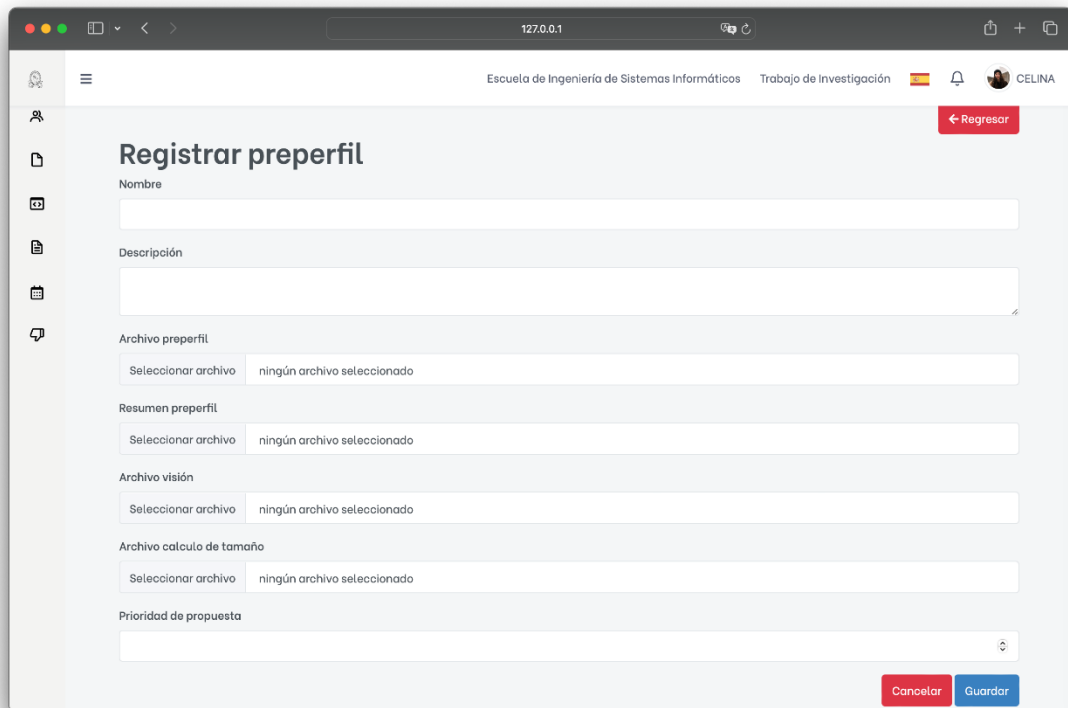 127.0.0.1
Escuela de Ingeniería de Sistemas Informáticos Trabajo de Investigación CELINA
Regresar
Registrar preperfil
Nombre
Descripción
Archivo preperfil
Seleccionar archivo ningún archivo seleccionado
Resumen preperfil
Seleccionar archivo ningún archivo seleccionado
Archivo visión
Seleccionar archivo ningún archivo seleccionado
Archivo calculo de tamaño
Seleccionar archivo ningún archivo seleccionado
Prioridad de propuesta
Cancelar Guardar